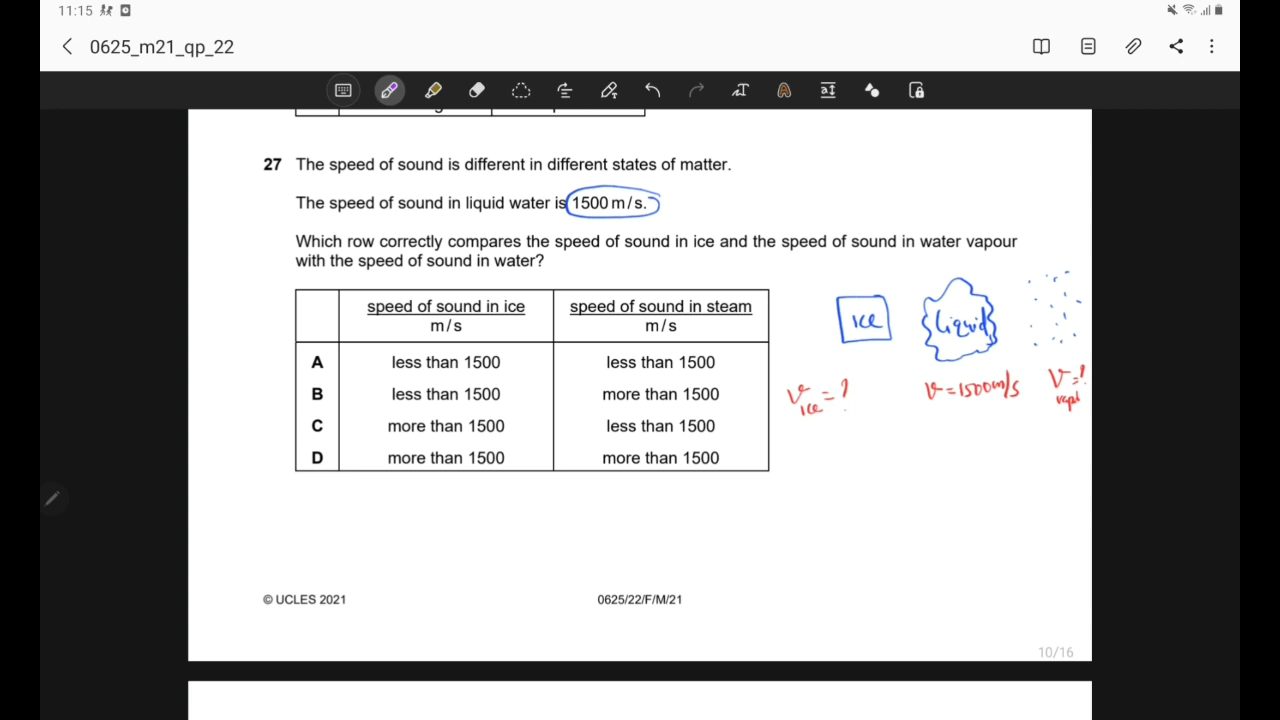 11:15
0625_m21_qp_22
27 The speed of sound is different in different states of matter.
The speed of sound in liquid water is 1500 m/s.
Which row correctly compares the speed of sound in ice and the speed of sound in water vapour
with the speed of sound in water?
speed of sound in ice speed of sound in steam
m/s m/s
A less than 1500 less than 1500
B less than 1500 more than 1500
C more than 1500 less than 1500
D more than 1500 more than 1500
ice liquid
V ice = ? v = 1500 m/s V = ?
© UCLES 2021 0625/22/F/M/21
10/16